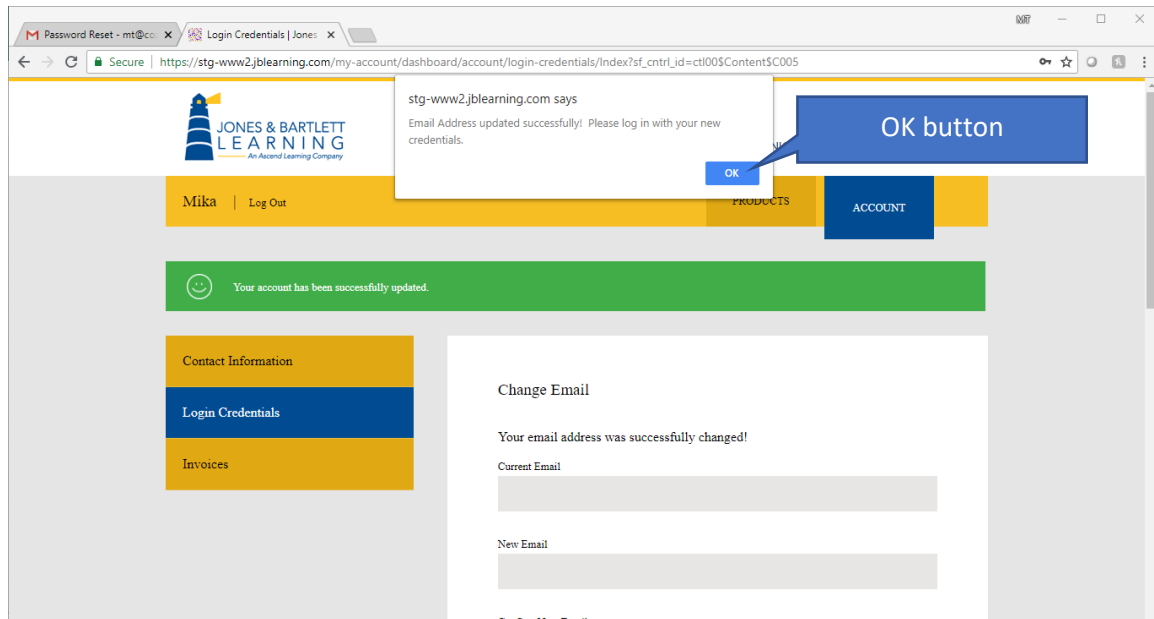 MT
Password Reset - mt@co
Login Credentials | Jones
Secure | https://stg-www2.jblearning.com/my-account/dashboard/account/login-credentials/Index?sf_cntrl_id=ctl00$Content$C005
stg-www2.jblearning.com says
Email Address updated successfully! Please log in with your new
credentials.
OK
OK button
JONES & BARTLETT
LEARNING
An Ascend Learning Company
Mika | Log Out
PRODUCTS
ACCOUNT
Your account has been successfully updated.
Contact Information
Login Credentials
Invoices
Change Email
Your email address was successfully changed!
Current Email
New Email